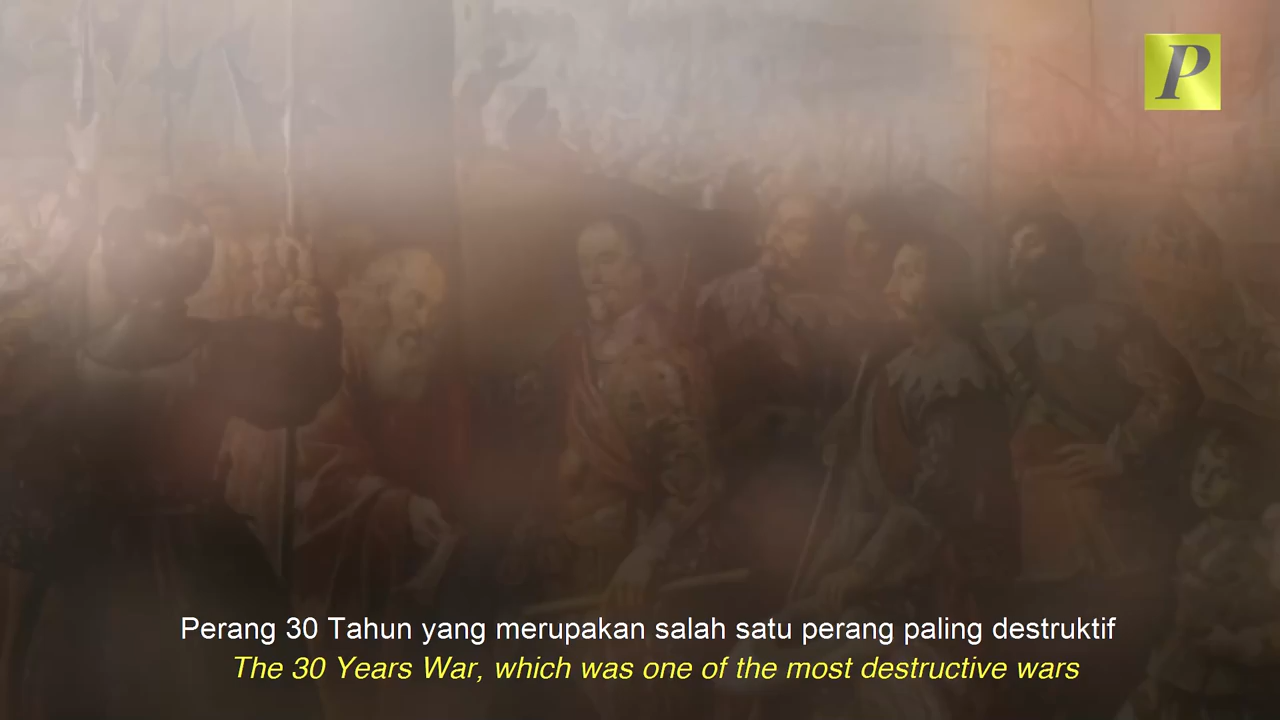 P
Perang 30 Tahun yang merupakan salah satu perang paling destruktif
The 30 Years War, which was one of the most destructive wars